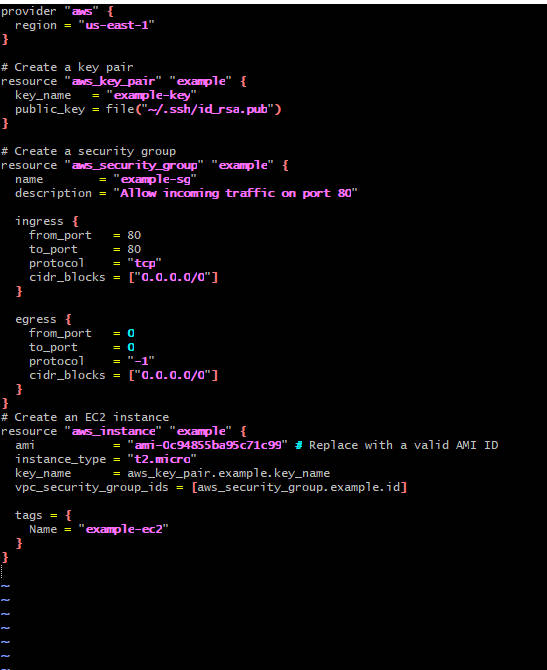 provider "aws" {
  region = "us-east-1"
}

# Create a key pair
resource "aws_key_pair" "example" {
  key_name   = "example-key"
  public_key = file("~/.ssh/id_rsa.pub")
}

# Create a security group
resource "aws_security_group" "example" {
  name        = "example-sg"
  description = "Allow incoming traffic on port 80"

  ingress {
    from_port   = 80
    to_port     = 80
    protocol    = "tcp"
    cidr_blocks = ["0.0.0.0/0"]
  }

  egress {
    from_port   = 0
    to_port     = 0
    protocol    = "-1"
    cidr_blocks = ["0.0.0.0/0"]
  }
}
# Create an EC2 instance
resource "aws_instance" "example" {
  ami           = "ami-0c94855ba95c71c99" # Replace with a valid AMI ID
  instance_type = "t2.micro"
  key_name      = aws_key_pair.example.key_name
  vpc_security_group_ids = [aws_security_group.example.id]

  tags = {
    Name = "example-ec2"
  }
}

~
~
~
~
~
~
~